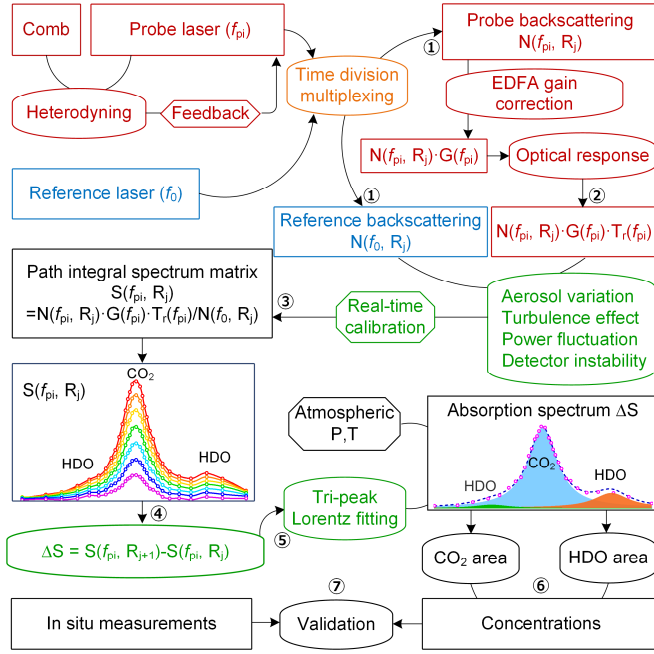 Comb
Probe laser (fpi)
Heterodyning
Feedback
Time division
multiplexing
①
Probe backscattering
N(fpi, Rj)
EDFA gain
correction
N(fpi, Rj)·G(fpi)
Optical response
Reference laser (f0)
①
②
Reference backscattering
N(f0, Rj)
N(fpi, Rj)·G(fpi)·Tr(fpi)
Path integral spectrum matrix
S(fpi, Rj)
=N(fpi, Rj)·G(fpi)·Tr(fpi)/N(f0, Rj)
③
Real-time
calibration
Aerosol variation
Turbulence effect
Power fluctuation
Detector instability
S(fpi, Rj)
CO2
HDO
HDO
Atmospheric
P,T
Absorption spectrum ΔS
CO2
HDO
HDO
④
ΔS = S(fpi, Rj+1)-S(fpi, Rj)
⑤
Tri-peak
Lorentz fitting
CO2 area
HDO area
⑥
⑦
In situ measurements
Validation
Concentrations